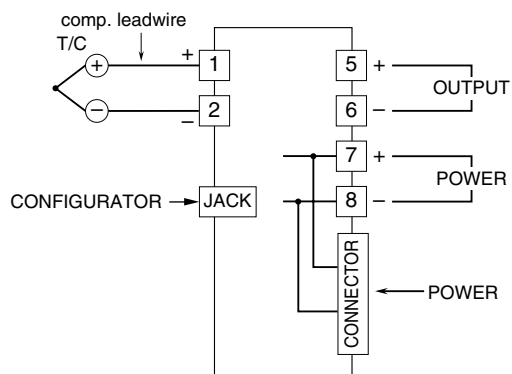 comp. leadwire
T/C
+
+
−
−
1
2
5
+
6
−
OUTPUT
7
+
8
−
POWER
CONFIGURATOR
JACK
CONNECTOR
POWER